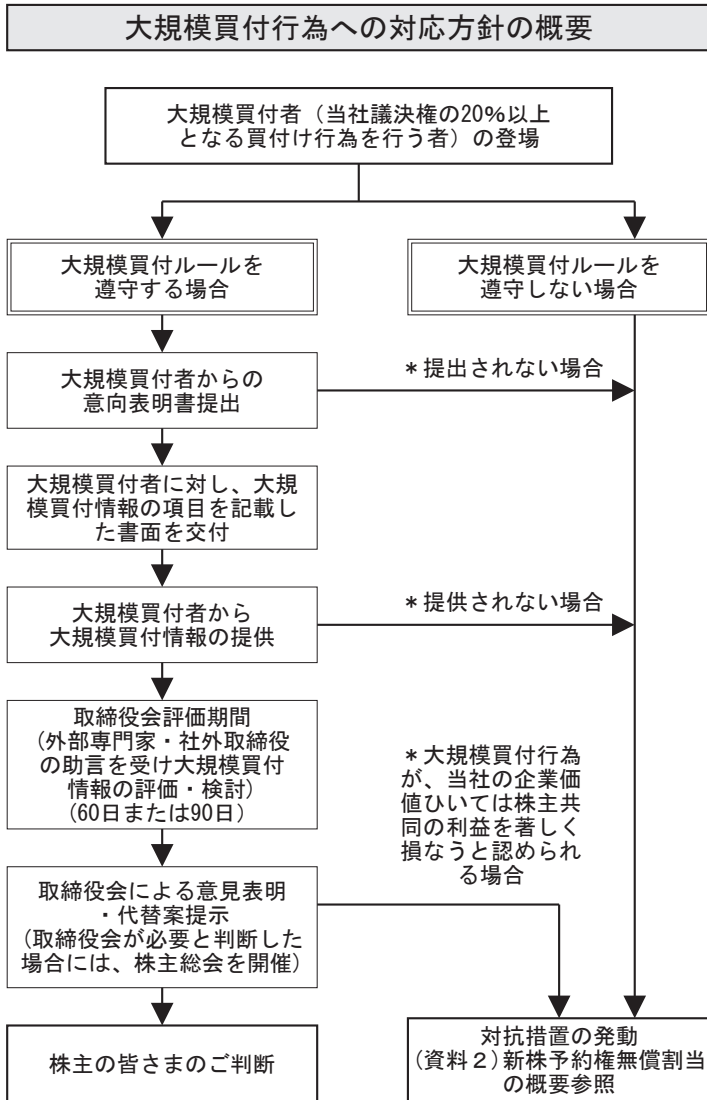 大規模買付行為への対応方針の概要
大規模買付者（当社議決権の20％以上
となる買付け行為を行う者）の登場
大規模買付ルールを
遵守する場合
大規模買付ルールを
遵守しない場合
大規模買付者からの
意向表明書提出
＊提出されない場合
大規模買付者に対し、大規
模買付情報の項目を記載し
た書面を交付
大規模買付者から
大規模買付情報の提供
＊提供されない場合
取締役会評価期間
(外部専門家・社外取締役
の助言を受け大規模買付
情報の評価・検討)
(60日または90日)
＊大規模買付行為
が、当社の企業価
値ひいては株主共
同の利益を著しく
損なうと認められ
る場合
取締役会による意見表明
・代替案提示
(取締役会が必要と判断した
場合には、株主総会を開催)
株主の皆さまのご判断
対抗措置の発動
(資料２)新株予約権無償割当
の概要参照